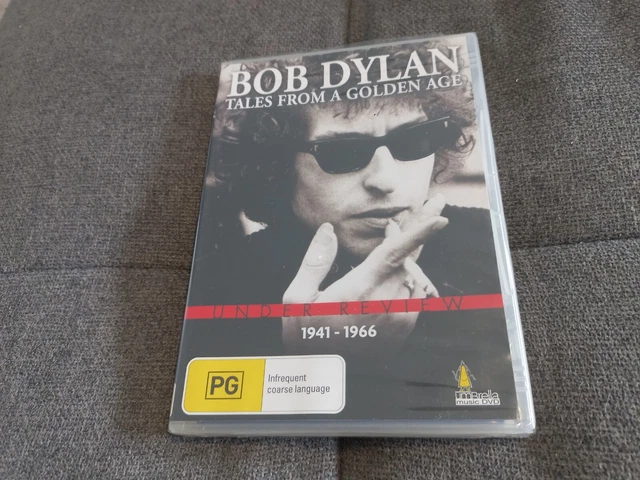 BOB DYLAN
TALES FROM A GOLDEN AGE
UNDER REVIEW
1941 - 1966
PG
Infrequent
coarse language
umbrella
music DVD